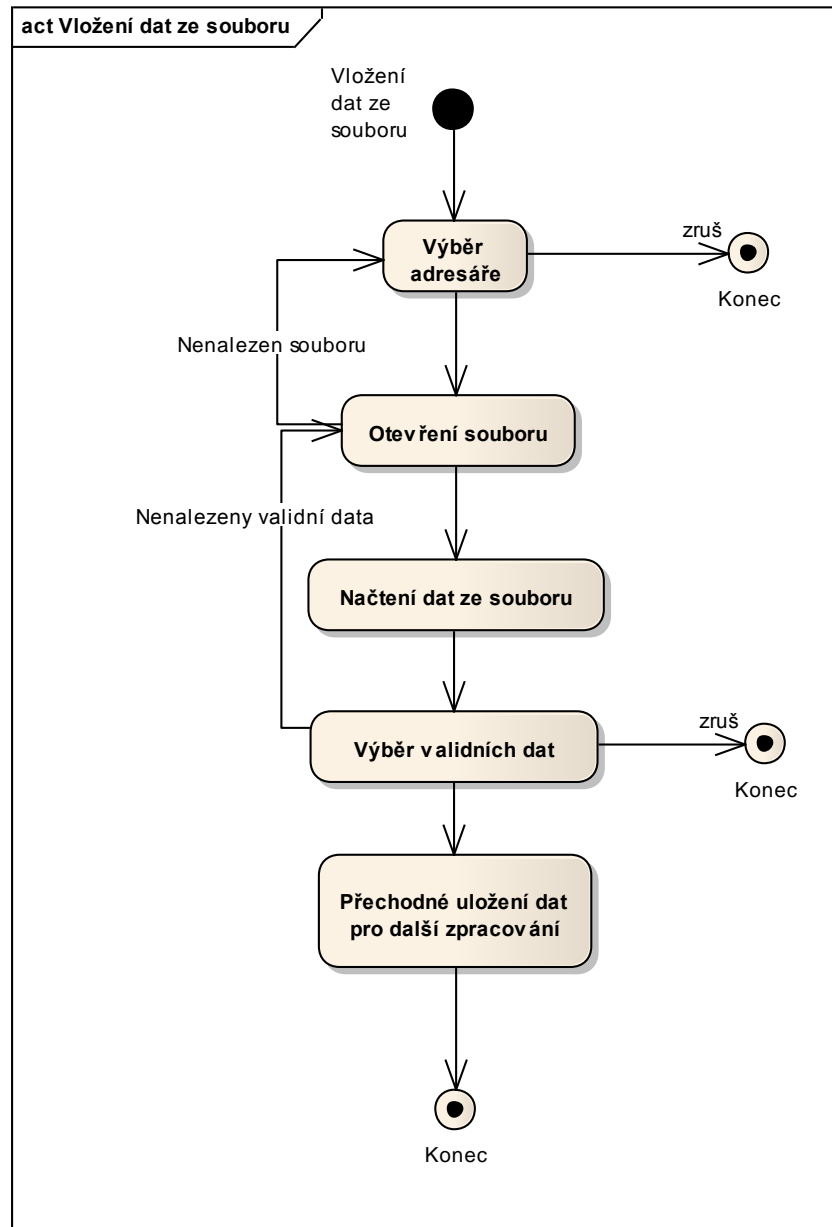 act Vložení dat ze souboru
Vložení
dat ze
souboru
Výběr
adresáře
zruš
Konec
Nenalezen souboru
Otevření souboru
Nenalezeny validní data
Načtení dat ze souboru
Výběr validních dat
zruš
Konec
Přechodné uložení dat
pro další zpracování
Konec